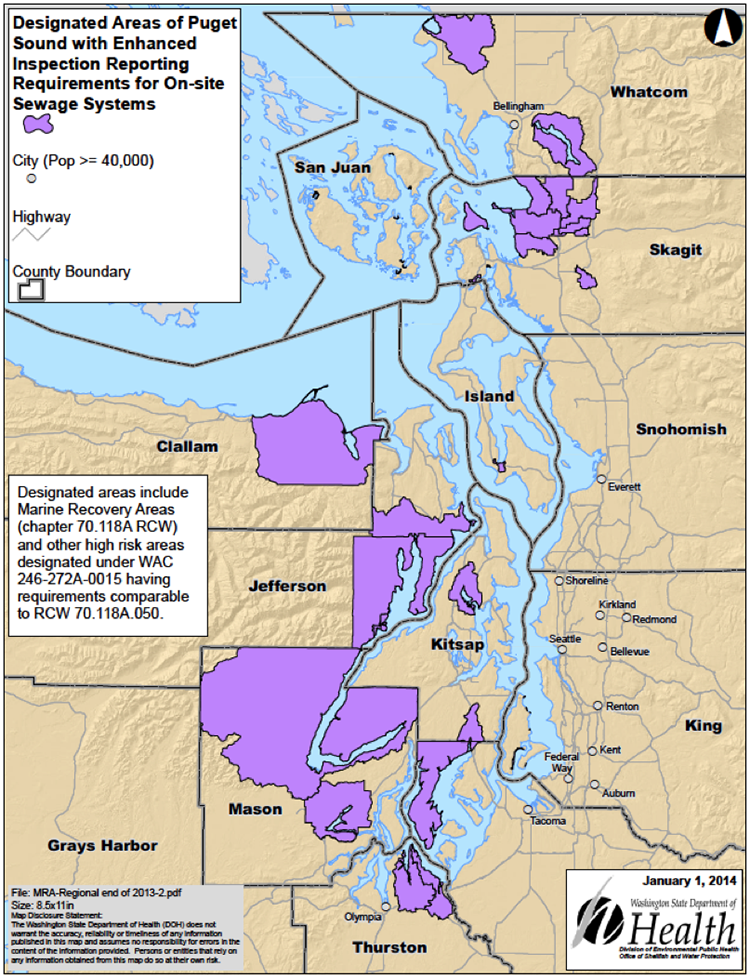 Designated Areas of Puget
Sound with Enhanced
Inspection Reporting
Requirements for On-site
Sewage Systems
City (Pop >= 40,000)
Highway
County Boundary
Bellingham
Whatcom
San Juan
Skagit
Island
Snohomish
Clallam
Everett
Designated areas include
Marine Recovery Areas
(chapter 70.118A RCW)
and other high risk areas
designated under WAC
246-272A-0015 having
requirements comparable
to RCW 70.118A.050.
Jefferson
Shoreline
Kirkland
Redmond
Kitsap
Seattle
Bellevue
Renton
King
Kent
Federal
Way
Auburn
Mason
Tacoma
Grays Harbor
Olympia
Thurston
File: MRA-Regional end of 2013-2.pdf
Size: 8.5x11in
Map Disclosure Statement:
The Washington State Department of Health (DOH) does not
warrant the accuracy, reliability or timeliness of any information
published in this map and assumes no responsibility for errors in the
content of the information provided. Persons or entities that rely on
any information obtained from this map do so at their own risk.
January 1, 2014
Washington State Department of
Health
Division of Environmental Public Health
Office of Shellfish and Water Protection